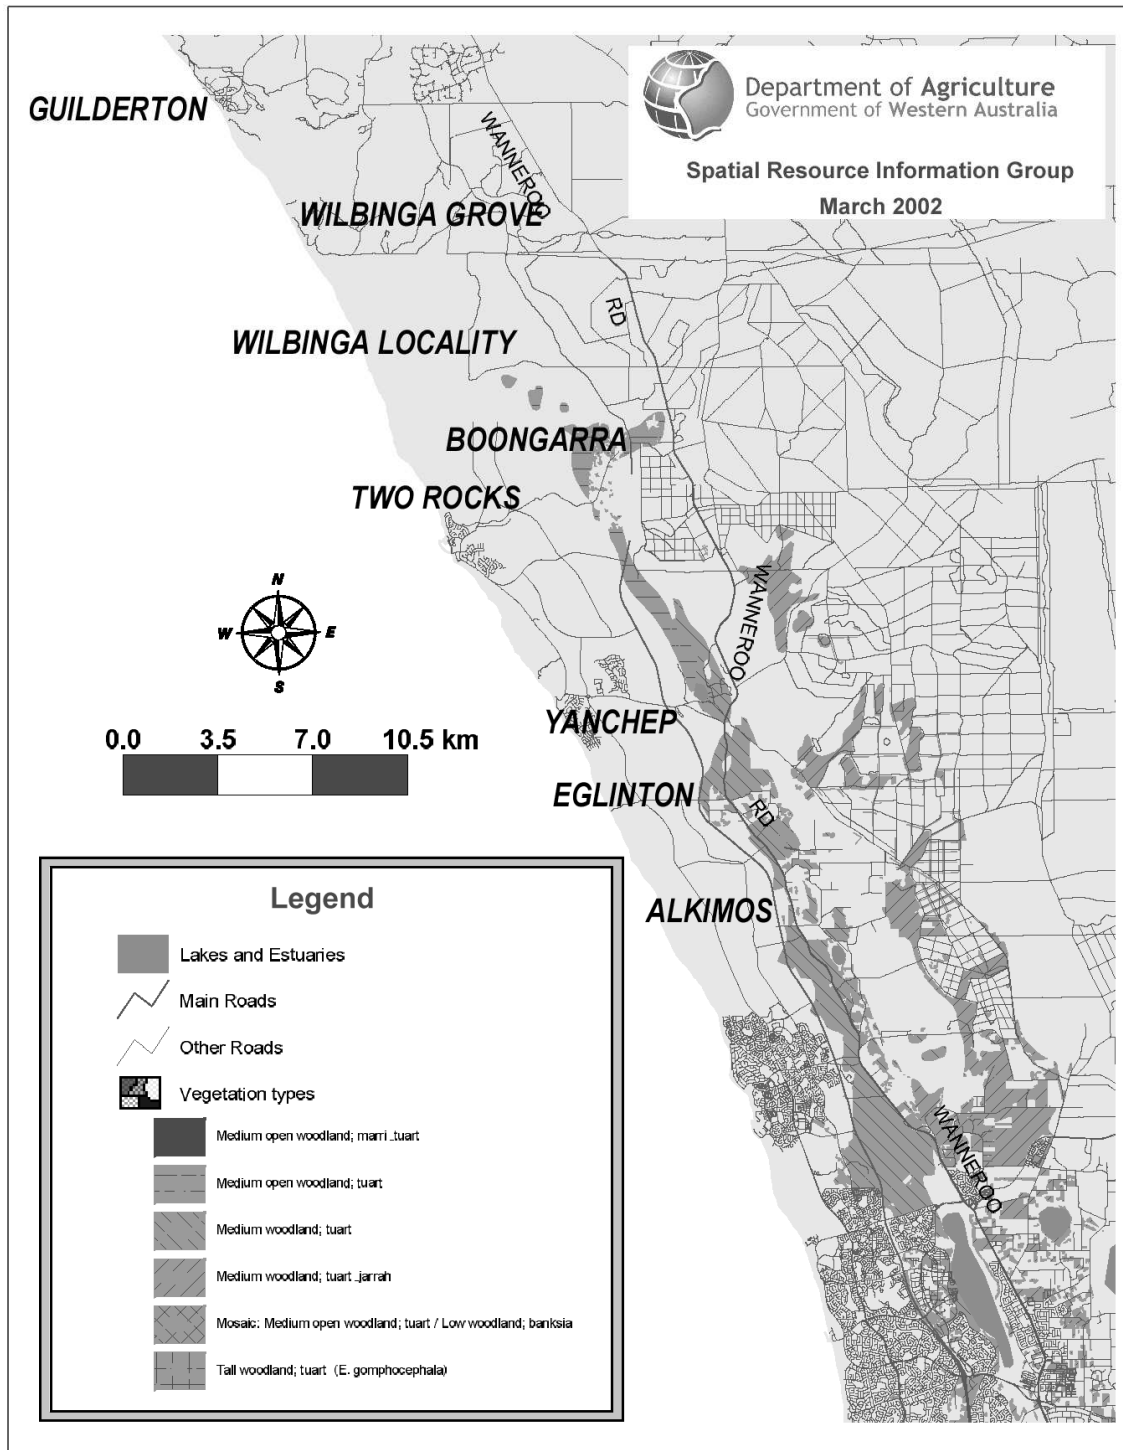 GUILDERTON
Department of Agriculture
Government of Western Australia
Spatial Resource Information Group
March 2002
WANNEROO
WILBINGA GROVE
RD
WILBINGA LOCALITY
BOONGARRA
TWO ROCKS
WANNEROO
N
W E
S
YANCHEP
0.0 3.5 7.0 10.5 km
EGLINTON
RD
ALKIMOS
WANNEROO
Legend
Lakes and Estuaries
Main Roads
Other Roads
Vegetation types
Medium open woodland; marri_tuart
Medium open woodland; tuart
Medium woodland; tuart
Medium woodland; tuart_jarrah
Mosaic: Medium open woodland; tuart / Low woodland; banksia
Tall woodland; tuart (E. gomphocephala)